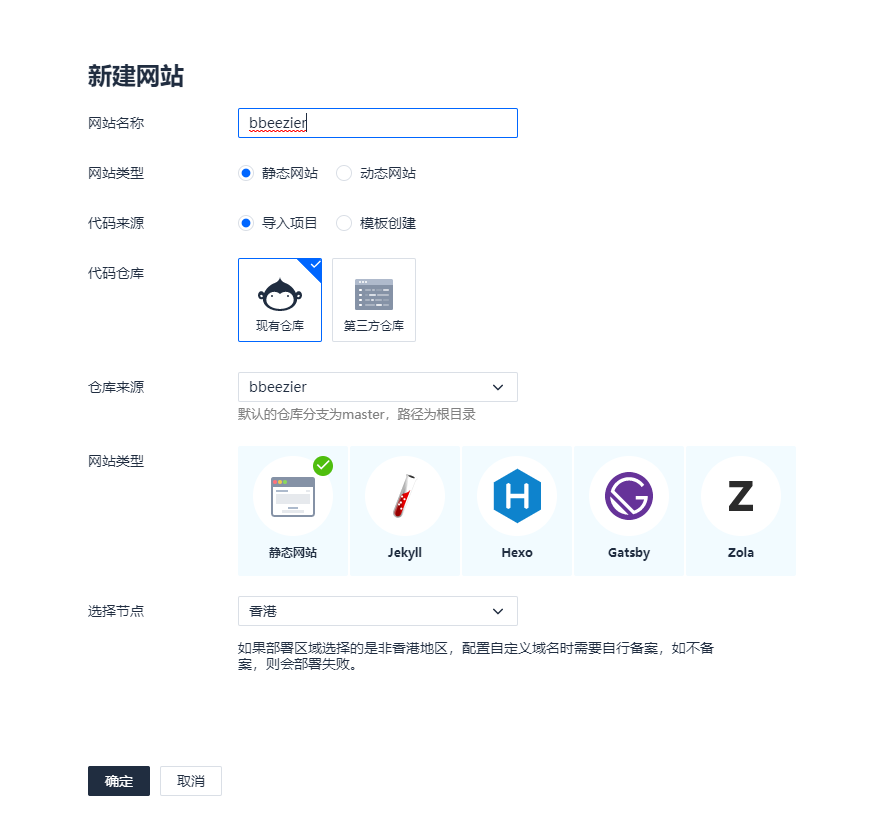 新建网站
网站名称 bbeezier
网站类型 静态网站 动态网站
代码来源 导入项目 模板创建
代码仓库
现有仓库 第三方仓库
仓库来源 bbeezier
默认的仓库分支为master，路径为根目录
网站类型
静态网站 Jekyll Hexo Gatsby Zola
选择节点 香港
如果部署区域选择的是非香港地区，配置自定义域名时需要自行备案，如不备
案，则会部署失败。
确定 取消